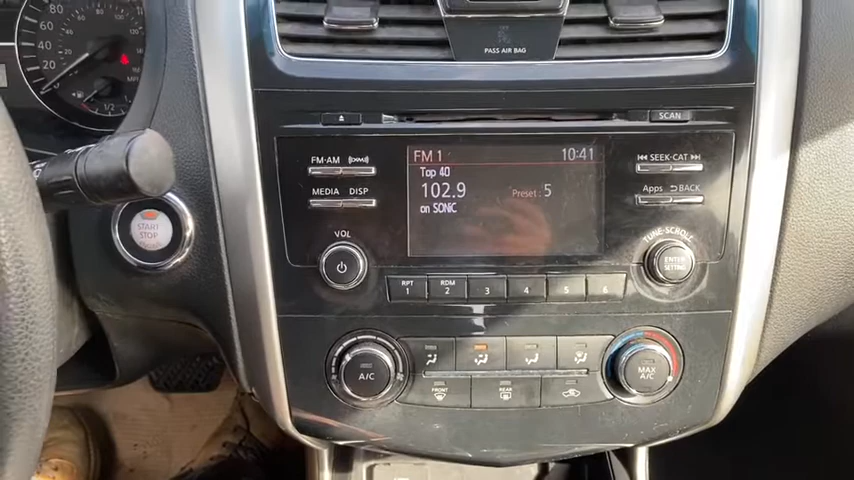 80
60
40
20
100
120
PASS AIR BAG
SCAN
FM·AM
MEDIA DISP
FM 1 10:41
Top 40
102.9
Preset: 5
on SONiC
SEEK·CAT
Apps BACK
START
STOP
VOL
TUNE·SCROLL
ENTER
SETTING
RPT
1
RDM
2
3
4
5
6
A/C
MAX
A/C
FRONT
REAR